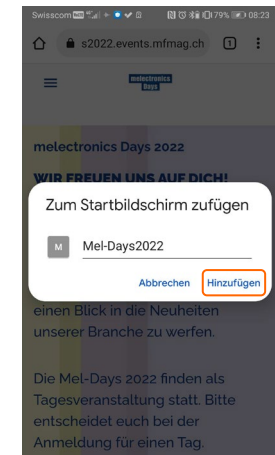 Swisscom 79% 08:23
s2022.events.mfmag.ch 1
melectronics
Days
melectronics Days 2022
WIR FREUEN UNS AUF DICH!
Zum Startbildschirm zufügen
M Mel-Days2022
Abbrechen Hinzufügen
einen Blick in die Neuheiten
unserer Branche zu werfen.
Die Mel-Days 2022 finden als
Tagesveranstaltung statt. Bitte
entscheidet euch bei der
Anmeldung für einen Tag.